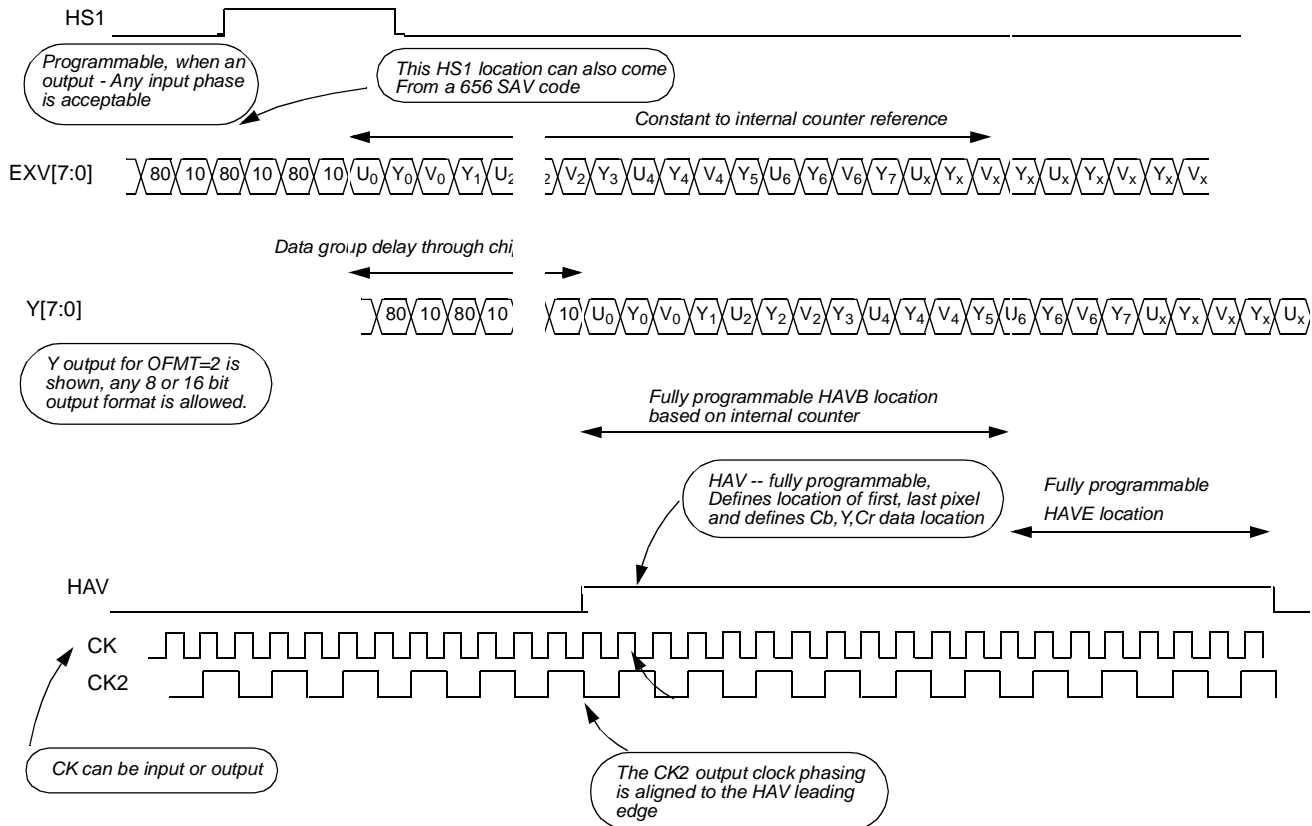 HS1
Programmable, when an
output - Any input phase
is acceptable
This HS1 location can also come
From a 656 SAV code
Constant to internal counter reference
EXV[7:0]
80 10 80 10 80 10 U0 Y0 V0 Y1 U2 2 V2 Y3 U4 Y4 V4 Y5 U6 Y6 V6 Y7 Ux Yx Vx Yx Ux Yx Vx Yx Vx
Data group delay through chi
Y[7:0]
80 10 80 10 10 U0 Y0 V0 Y1 U2 Y2 V2 Y3 U4 Y4 V4 Y5 U6 Y6 V6 Y7 Ux Yx Vx Yx Ux
Y output for OFMT=2 is
shown, any 8 or 16 bit
output format is allowed.
Fully programmable HAVB location
based on internal counter
HAV -- fully programmable,
Defines location of first, last pixel
and defines Cb,Y,Cr data location
Fully programmable
HAVE location
HAV
CK
CK2
CK can be input or output
The CK2 output clock phasing
is aligned to the HAV leading
edge